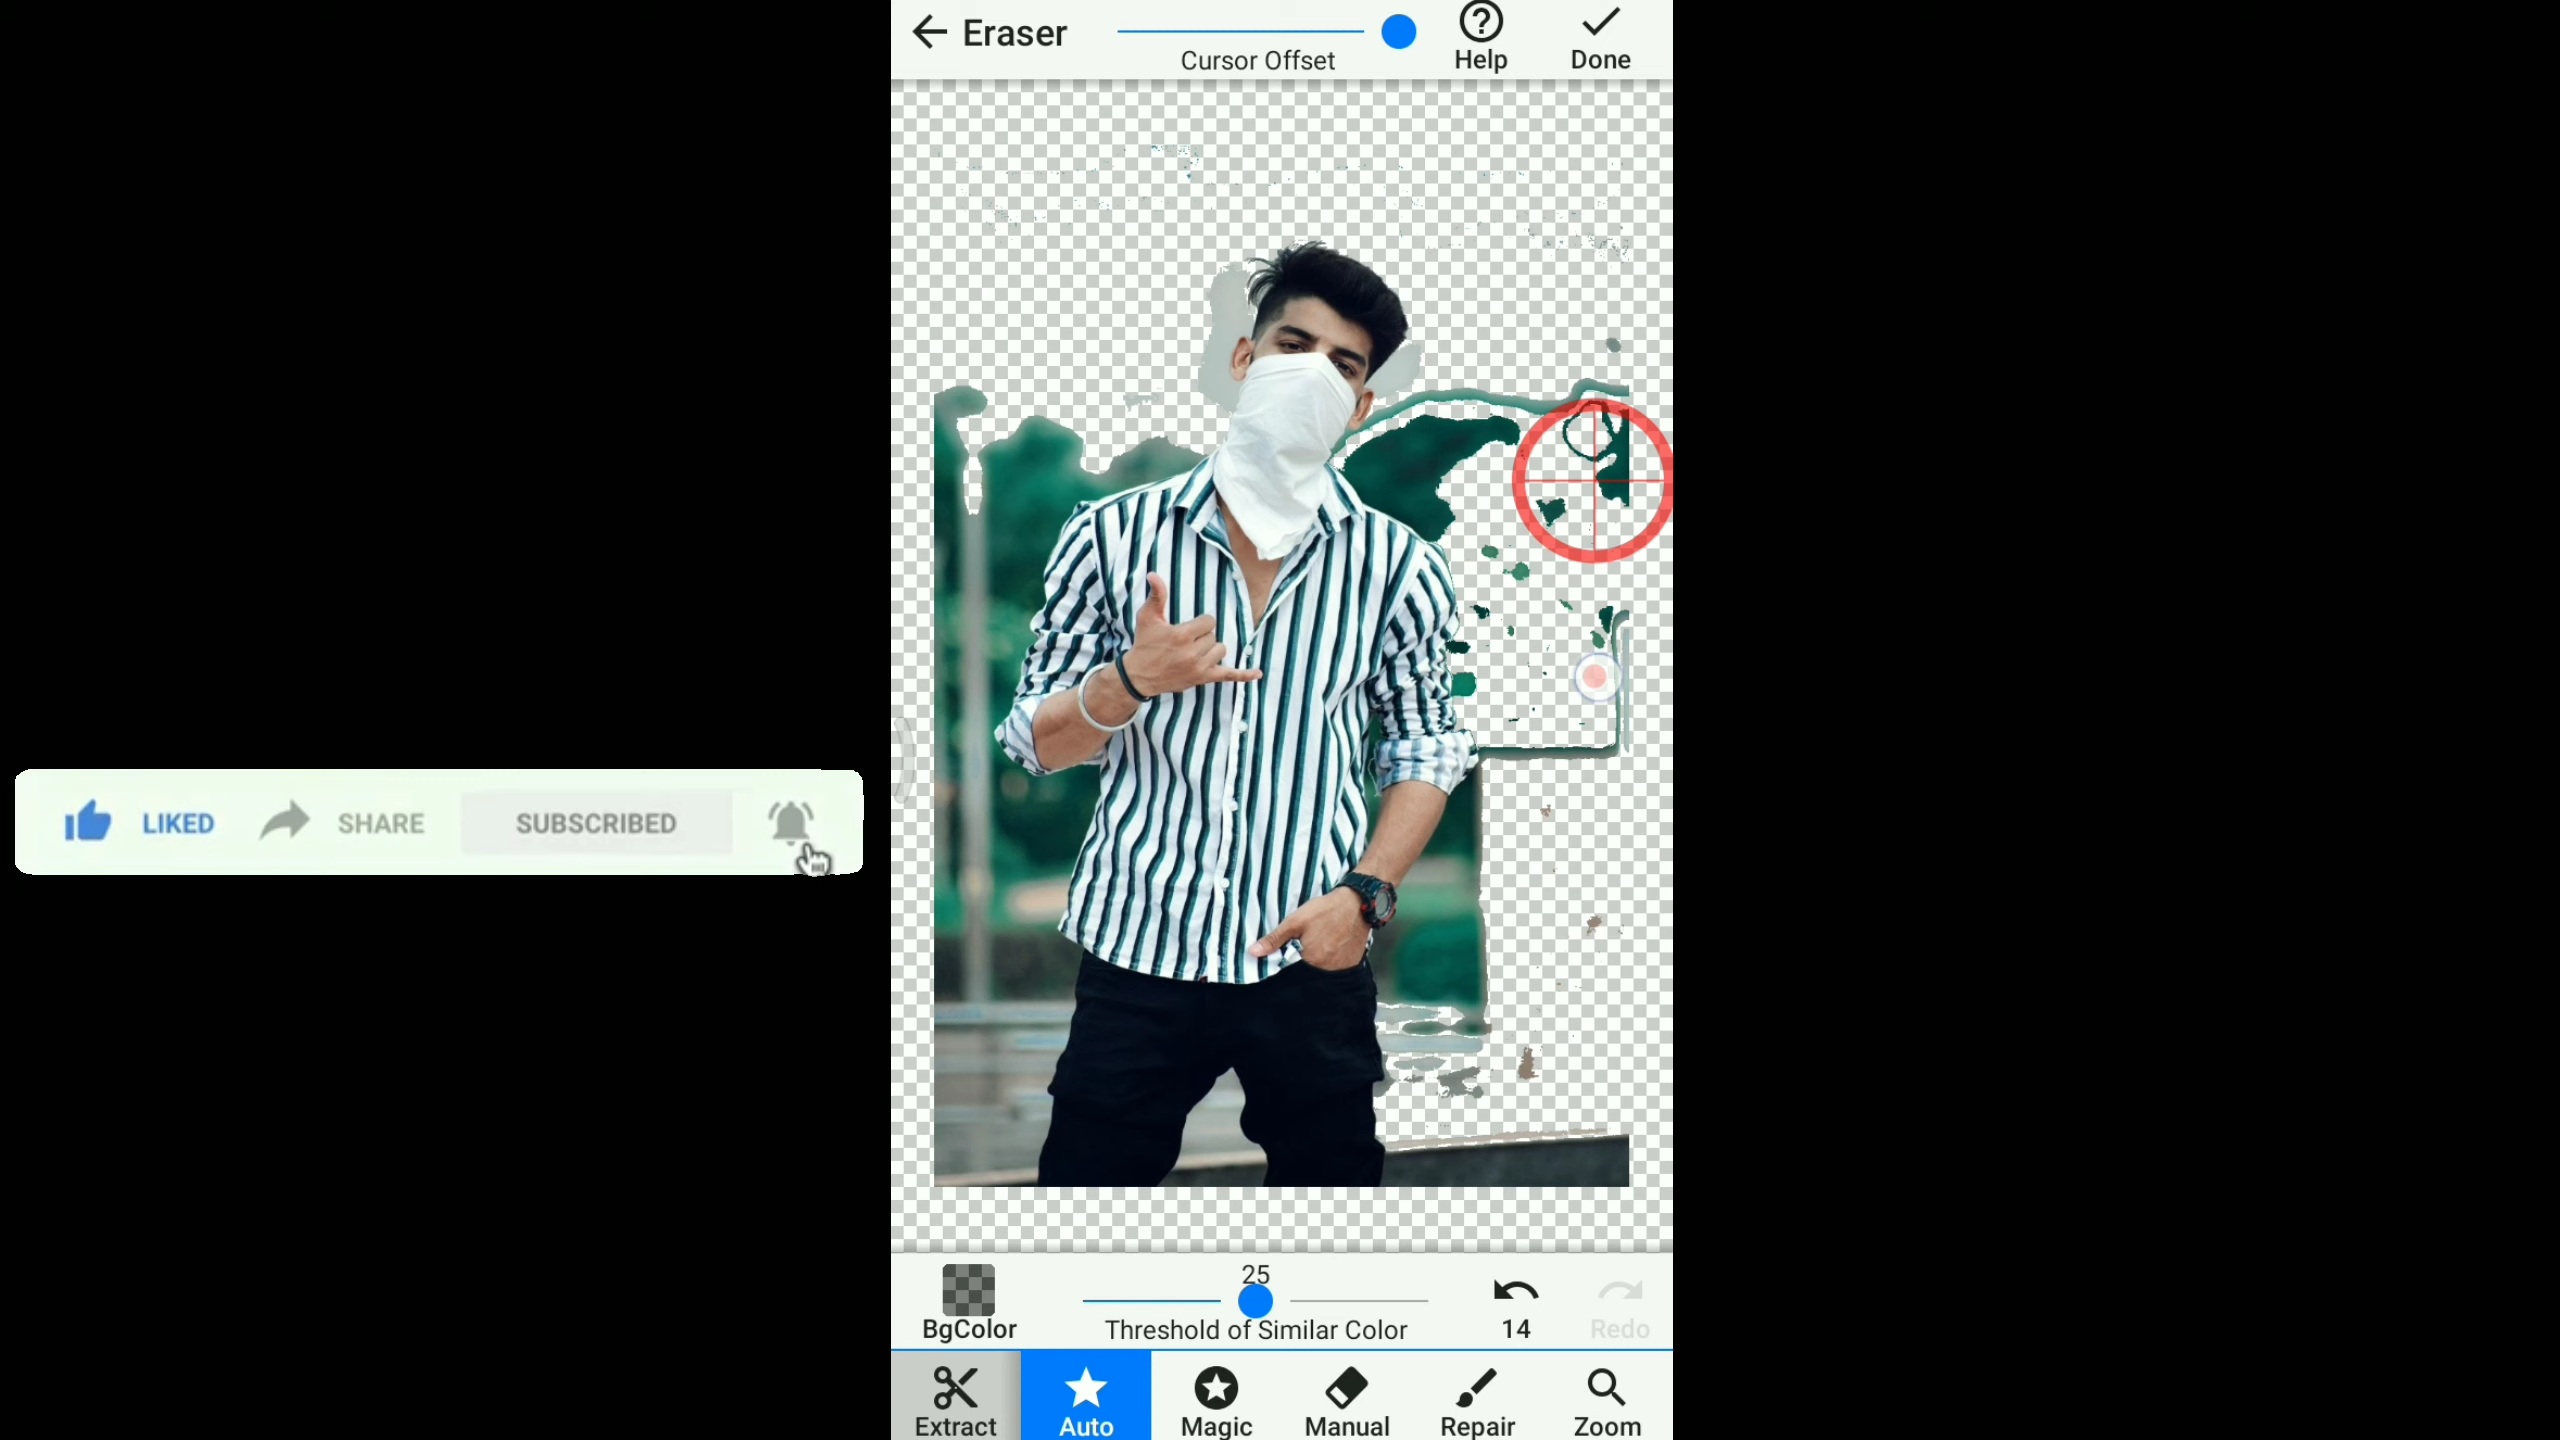 Eraser
Cursor Offset
Help
Done
LIKED
SHARE
SUBSCRIBED
25
BgColor
Threshold of Similar Color
14
Redo
Extract
Auto
Magic
Manual
Repair
Zoom